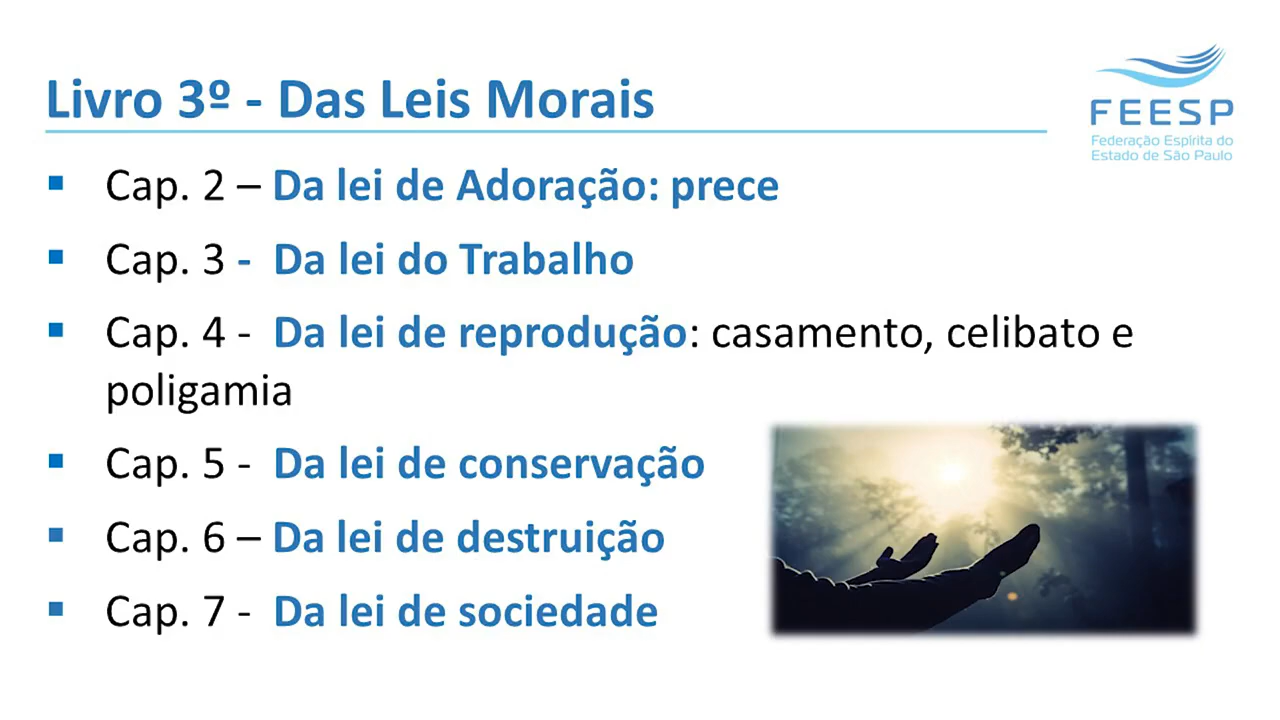 Livro 3º - Das Leis Morais
FEESP
Federação Espírita do
Estado de São Paulo
Cap. 2 – Da lei de Adoração: prece
Cap. 3 - Da lei do Trabalho
Cap. 4 - Da lei de reprodução: casamento, celibato e
poligamia
Cap. 5 - Da lei de conservação
Cap. 6 – Da lei de destruição
Cap. 7 - Da lei de sociedade